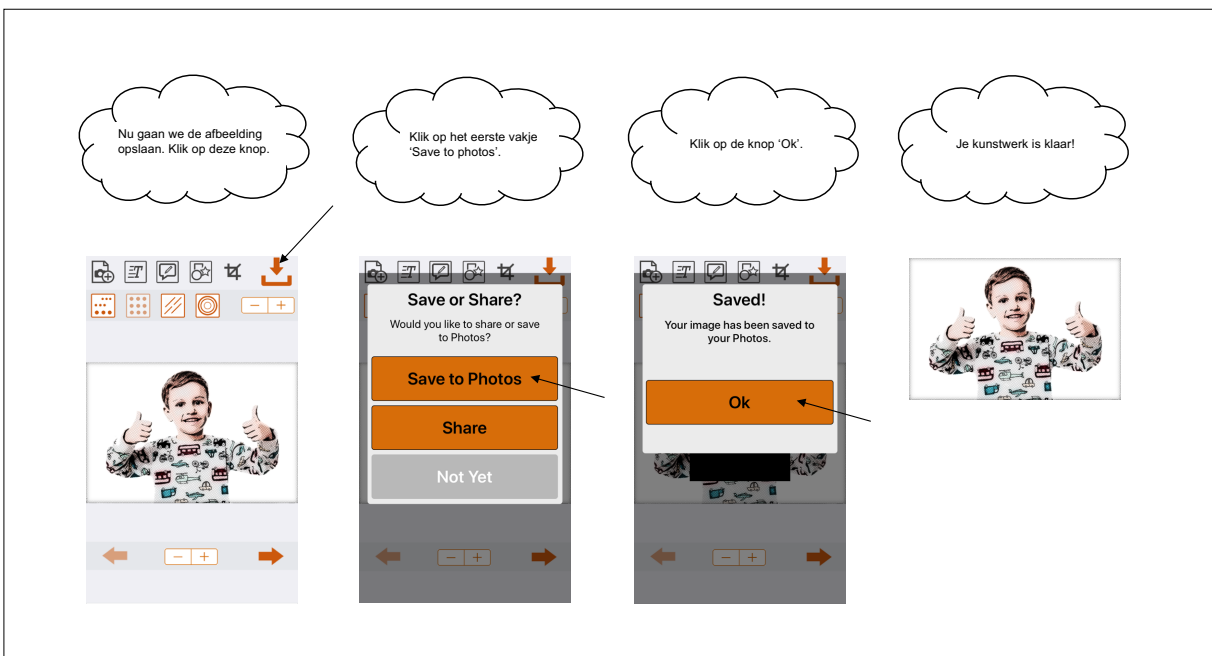 Nu gaan we de afbeelding
opslaan. Klik op deze knop.
Klik op het eerste vakje
‘Save to photos’.
Klik op de knop ‘Ok’.
Je kunstwerk is klaar!
Save or Share?
Would you like to share or save
to Photos?
Save to Photos
Share
Not Yet
Saved!
Your image has been saved to
your Photos.
Ok